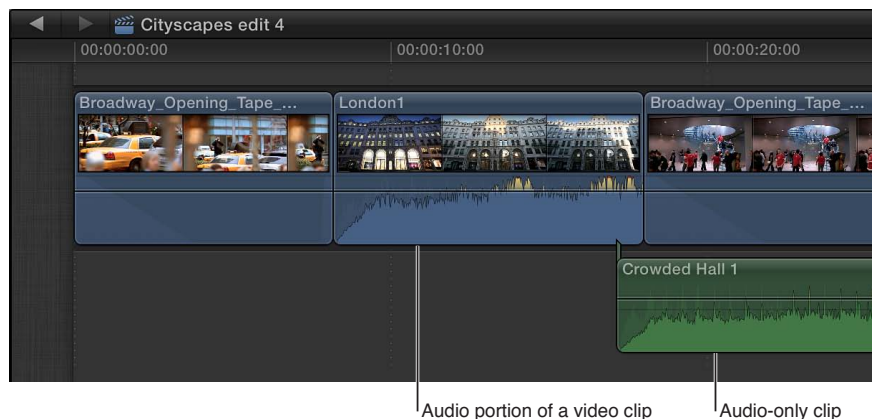 Cityscapes edit 4
00:00:00:00 00:00:10:00 00:00:20:00
Broadway_Opening_Tape_... London1 Broadway_Opening_Tape_...
Crowded Hall 1
Audio portion of a video clip Audio-only clip